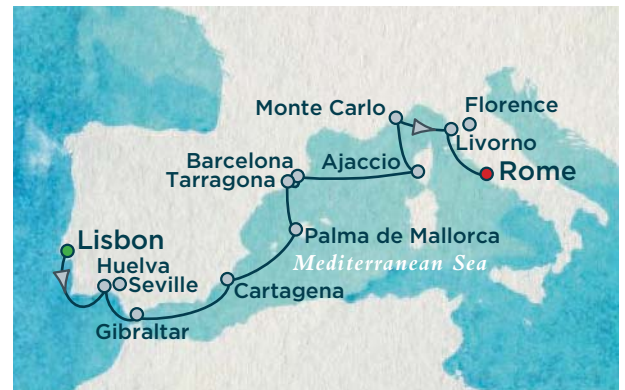 Monte Carlo
Florence
Livorno
Barcelona
Ajaccio
Tarragona
Rome
Lisbon
Palma de Mallorca
Mediterranean Sea
Huelva
Seville
Cartagena
Gibraltar